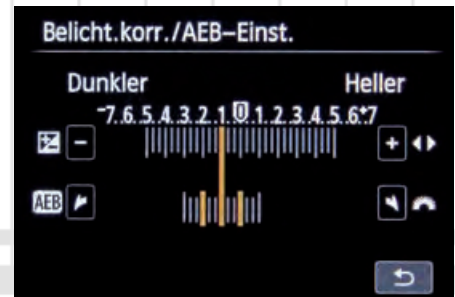 Belicht.korr./AEB-Einst.
Dunkler Heller
-7.6.5.4.3.2.1.0.1.2.3.4.5.6.+7
- +
AEB